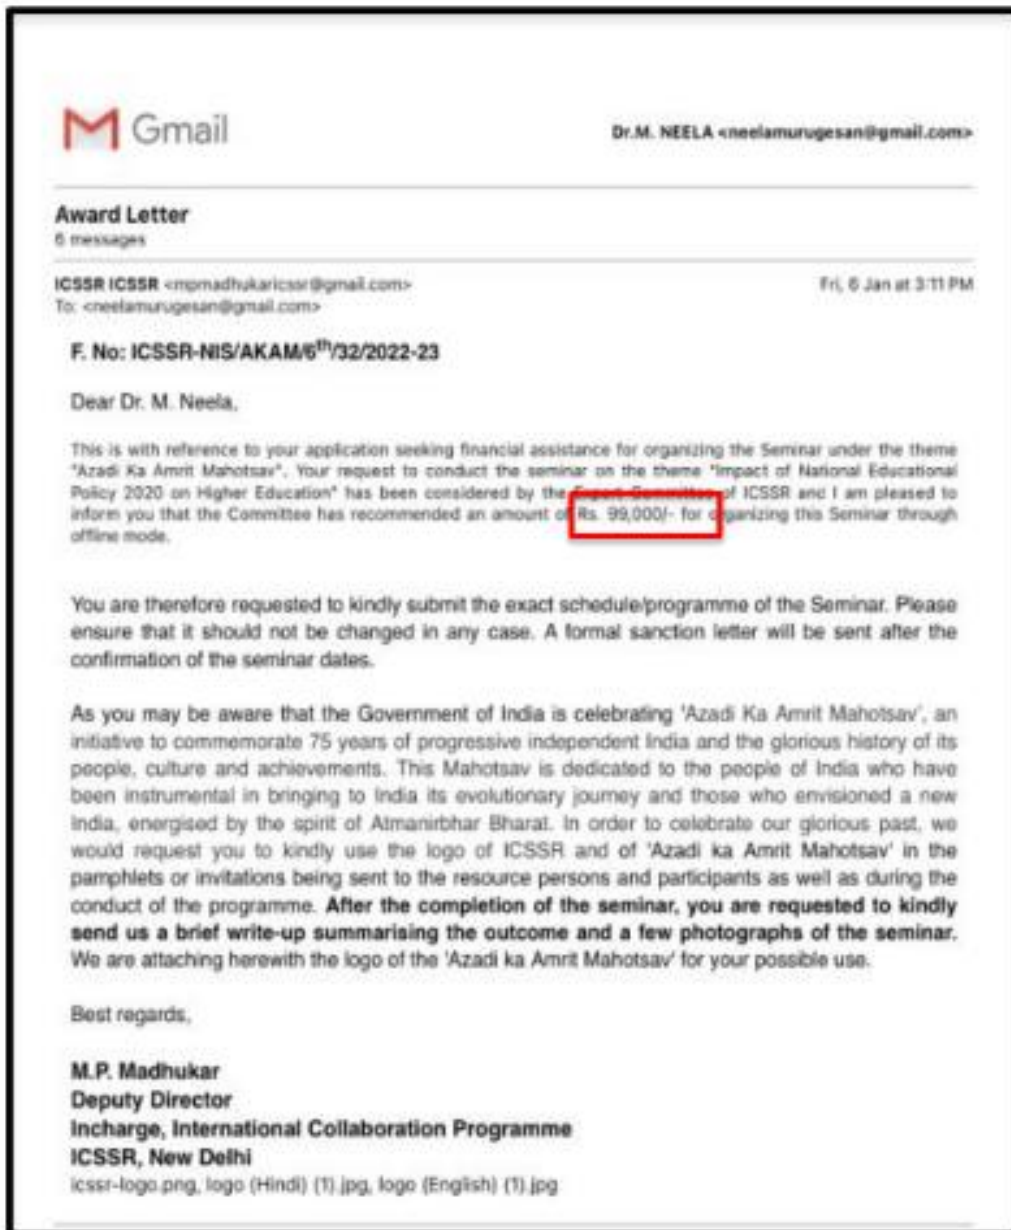 Gmail
Dr.M. NEELA <neelamurugesan@gmail.com>
Award Letter
6 messages
ICSSR ICSSR <mpmadhukaricssr@gmail.com>
Fri, 6 Jan at 3:11 PM
To: <neelamurugesan@gmail.com>
F. No: ICSSR-NIS/AKAM/6th/32/2022-23
Dear Dr. M. Neela,
This is with reference to your application seeking financial assistance for organizing the Seminar under the theme
"Azadi Ka Amrit Mahotsav". Your request to conduct the seminar on the theme "Impact of National Educational
Policy 2020 on Higher Education" has been considered by the Expert Committee of ICSSR and I am pleased to
inform you that the Committee has recommended an amount of Rs. 99,000/- for organizing this Seminar through
offline mode.
You are therefore requested to kindly submit the exact schedule/programme of the Seminar. Please
ensure that it should not be changed in any case. A formal sanction letter will be sent after the
confirmation of the seminar dates.
As you may be aware that the Government of India is celebrating 'Azadi Ka Amrit Mahotsav', an
initiative to commemorate 75 years of progressive independent India and the glorious history of its
people, culture and achievements. This Mahotsav is dedicated to the people of India who have
been instrumental in bringing to India its evolutionary journey and those who envisioned a new
India, energised by the spirit of Atmanirbhar Bharat. In order to celebrate our glorious past, we
would request you to kindly use the logo of ICSSR and of 'Azadi ka Amrit Mahotsav' in the
pamphlets or invitations being sent to the resource persons and participants as well as during the
conduct of the programme. After the completion of the seminar, you are requested to kindly
send us a brief write-up summarising the outcome and a few photographs of the seminar.
We are attaching herewith the logo of the 'Azadi ka Amrit Mahotsav' for your possible use.
Best regards,
M.P. Madhukar
Deputy Director
Incharge, International Collaboration Programme
ICSSR, New Delhi
icssr-logo.png, logo (Hindi) (1).jpg, logo (English) (1).jpg